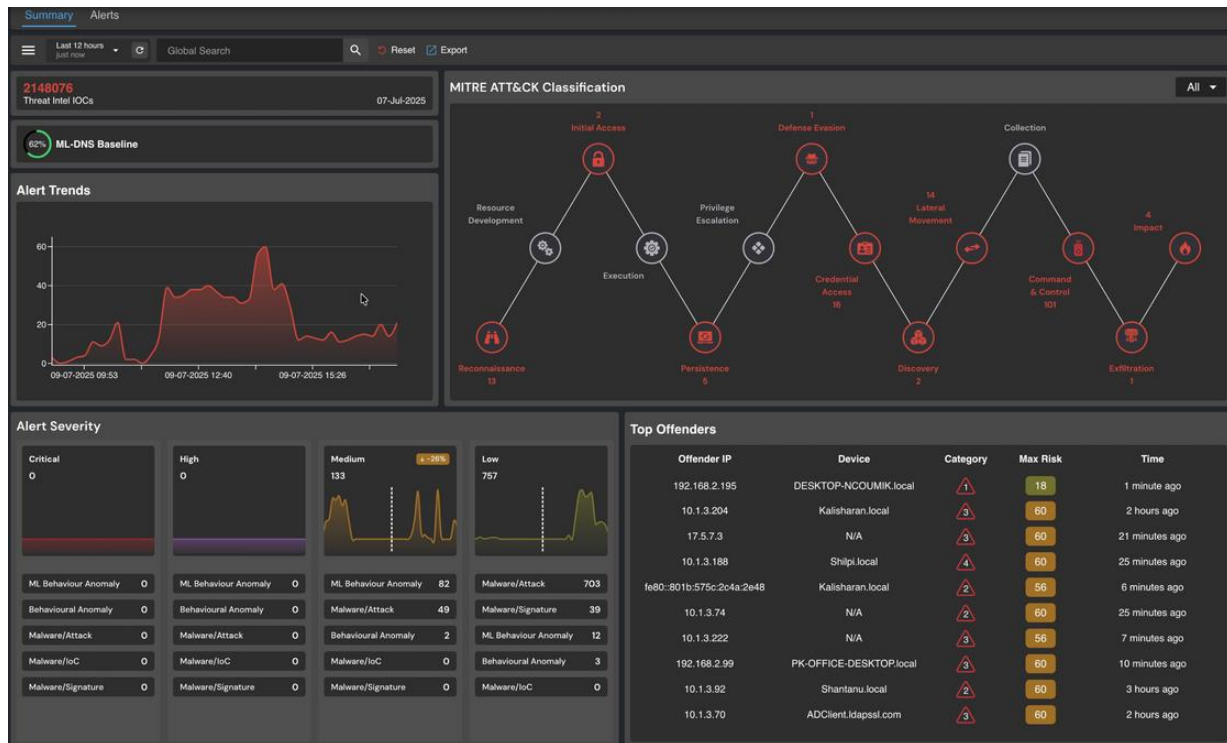 Summary Alerts
Last 12 hours
just now
Global Search
Reset
Export
2148076
Threat Intel IOCs 07-Jul-2025
62% ML-DNS Baseline
Alert Trends
60
40
20
0
09-07-2025 09:53 09-07-2025 12:40 09-07-2025 15:26
MITRE ATT&CK Classification
All
Reconnaissance
13
Resource
Development
2
Initial Access
Execution
Persistence
5
Privilege
Escalation
1
Defense Evasion
Credential
Access
16
Discovery
2
14
Lateral
Movement
Collection
Command
& Control
101
Exfiltration
1
4
Impact
Alert Severity
Critical
0
ML Behaviour Anomaly 0
Behavioural Anomaly 0
Malware/Attack 0
Malware/IoC 0
Malware/Signature 0
High
0
ML Behaviour Anomaly 0
Behavioural Anomaly 0
Malware/Attack 0
Malware/IoC 0
Malware/Signature 0
Medium ↓ -26%
133
ML Behaviour Anomaly 82
Malware/Attack 49
Behavioural Anomaly 2
Malware/IoC 0
Malware/Signature 0
Low
757
Malware/Attack 703
Malware/Signature 39
ML Behaviour Anomaly 12
Behavioural Anomaly 3
Malware/IoC 0
Top Offenders
Offender IP Device Category Max Risk Time
192.168.2.195 DESKTOP-NCOUMIK.local 1 18 1 minute ago
10.1.3.204 Kalisharan.local 3 60 2 hours ago
17.5.7.3 N/A 3 60 21 minutes ago
10.1.3.188 Shilpi.local 4 60 25 minutes ago
fe80::801b:575c:2c4a:2e48 Kalisharan.local 2 56 6 minutes ago
10.1.3.74 N/A 2 60 25 minutes ago
10.1.3.222 N/A 3 56 7 minutes ago
192.168.2.99 PK-OFFICE-DESKTOP.local 3 60 10 minutes ago
10.1.3.92 Shantanu.local 2 60 3 hours ago
10.1.3.70 ADClient.ldapssl.com 3 60 2 hours ago